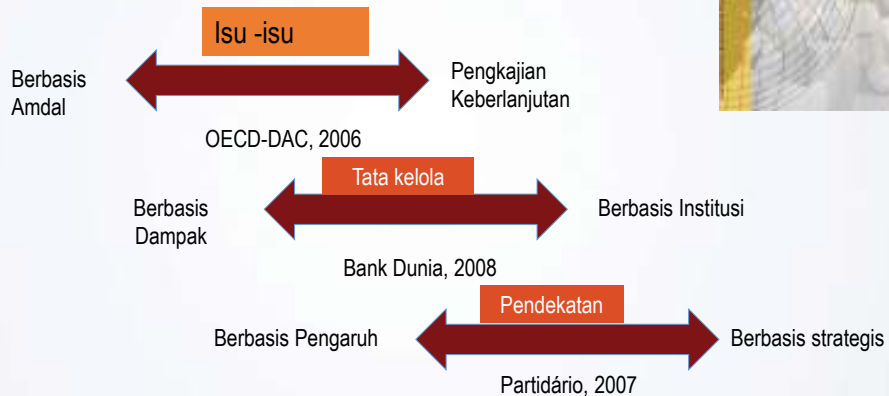 Isu -isu
Berbasis
Amdal
Pengkajian
Keberlanjutan
OECD-DAC, 2006
Tata kelola
Berbasis
Dampak
Berbasis Institusi
Bank Dunia, 2008
Pendekatan
Berbasis Pengaruh
Berbasis strategis
Partidário, 2007